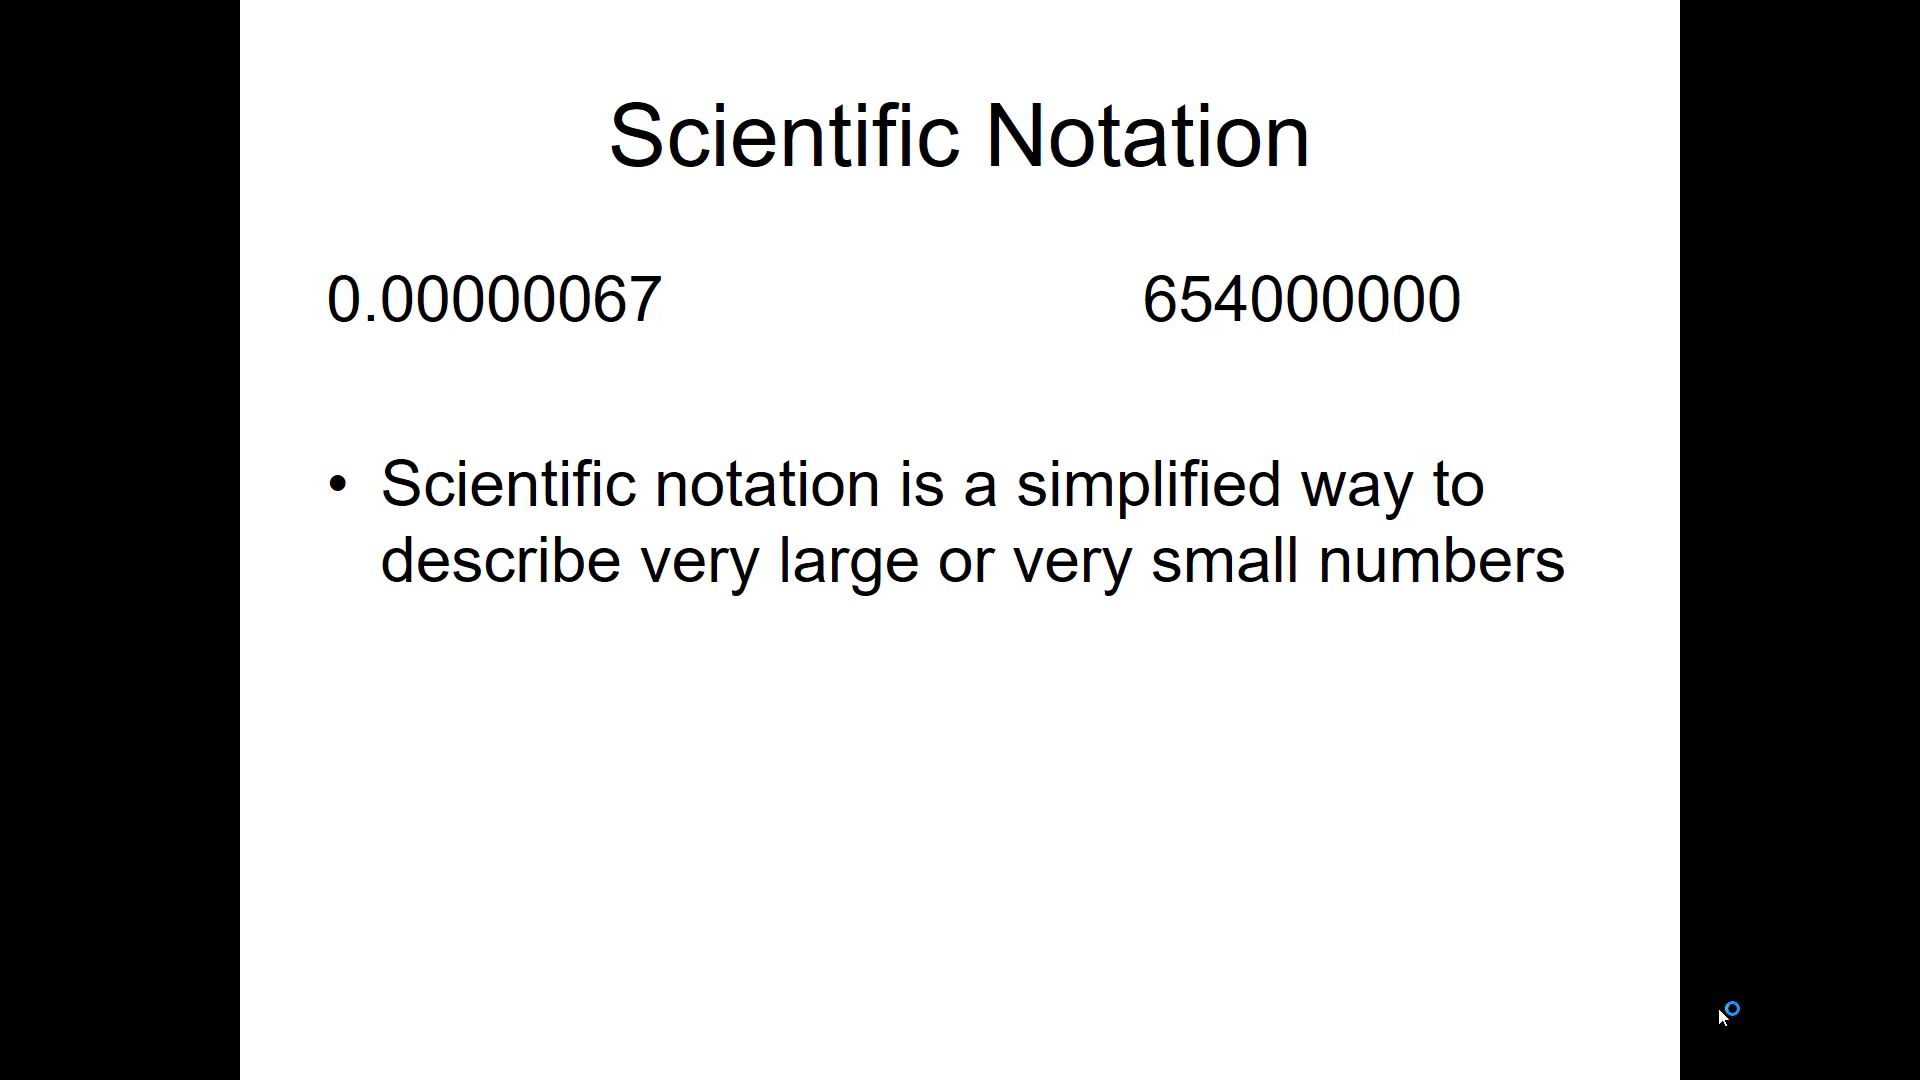 Scientific Notation
0.00000067 654000000
• Scientific notation is a simplified way to
describe very large or very small numbers